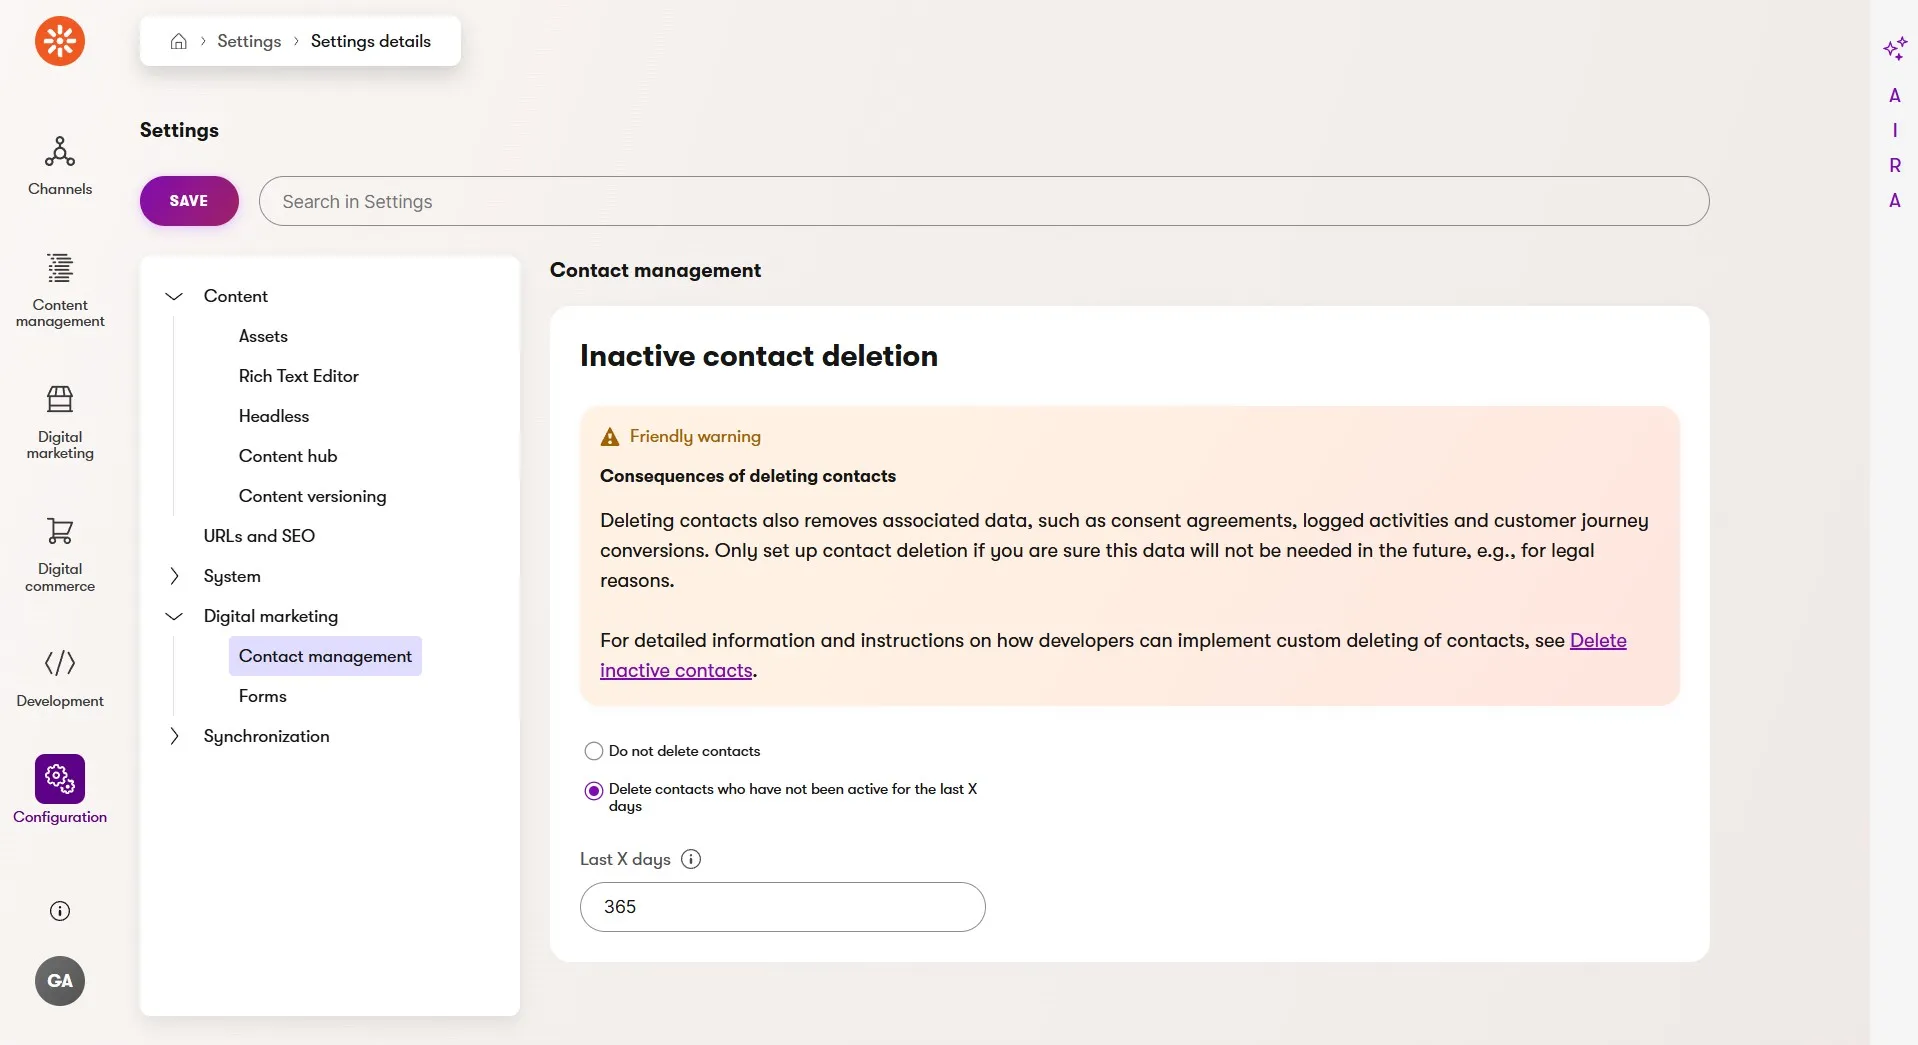 Settings
Settings details
Settings
SAVE
Search in Settings
Channels
Content
management
Digital
marketing
Digital
commerce
Development
Configuration
GA
Content
Assets
Rich Text Editor
Headless
Content hub
Content versioning
URLs and SEO
System
Digital marketing
Contact management
Forms
Synchronization
Contact management
Inactive contact deletion
Friendly warning
Consequences of deleting contacts
Deleting contacts also removes associated data, such as consent agreements, logged activities and customer journey
conversions. Only set up contact deletion if you are sure this data will not be needed in the future, e.g., for legal
reasons.
For detailed information and instructions on how developers can implement custom deleting of contacts, see Delete
inactive contacts.
Do not delete contacts
Delete contacts who have not been active for the last X
days
Last X days
365
A
I
R
A